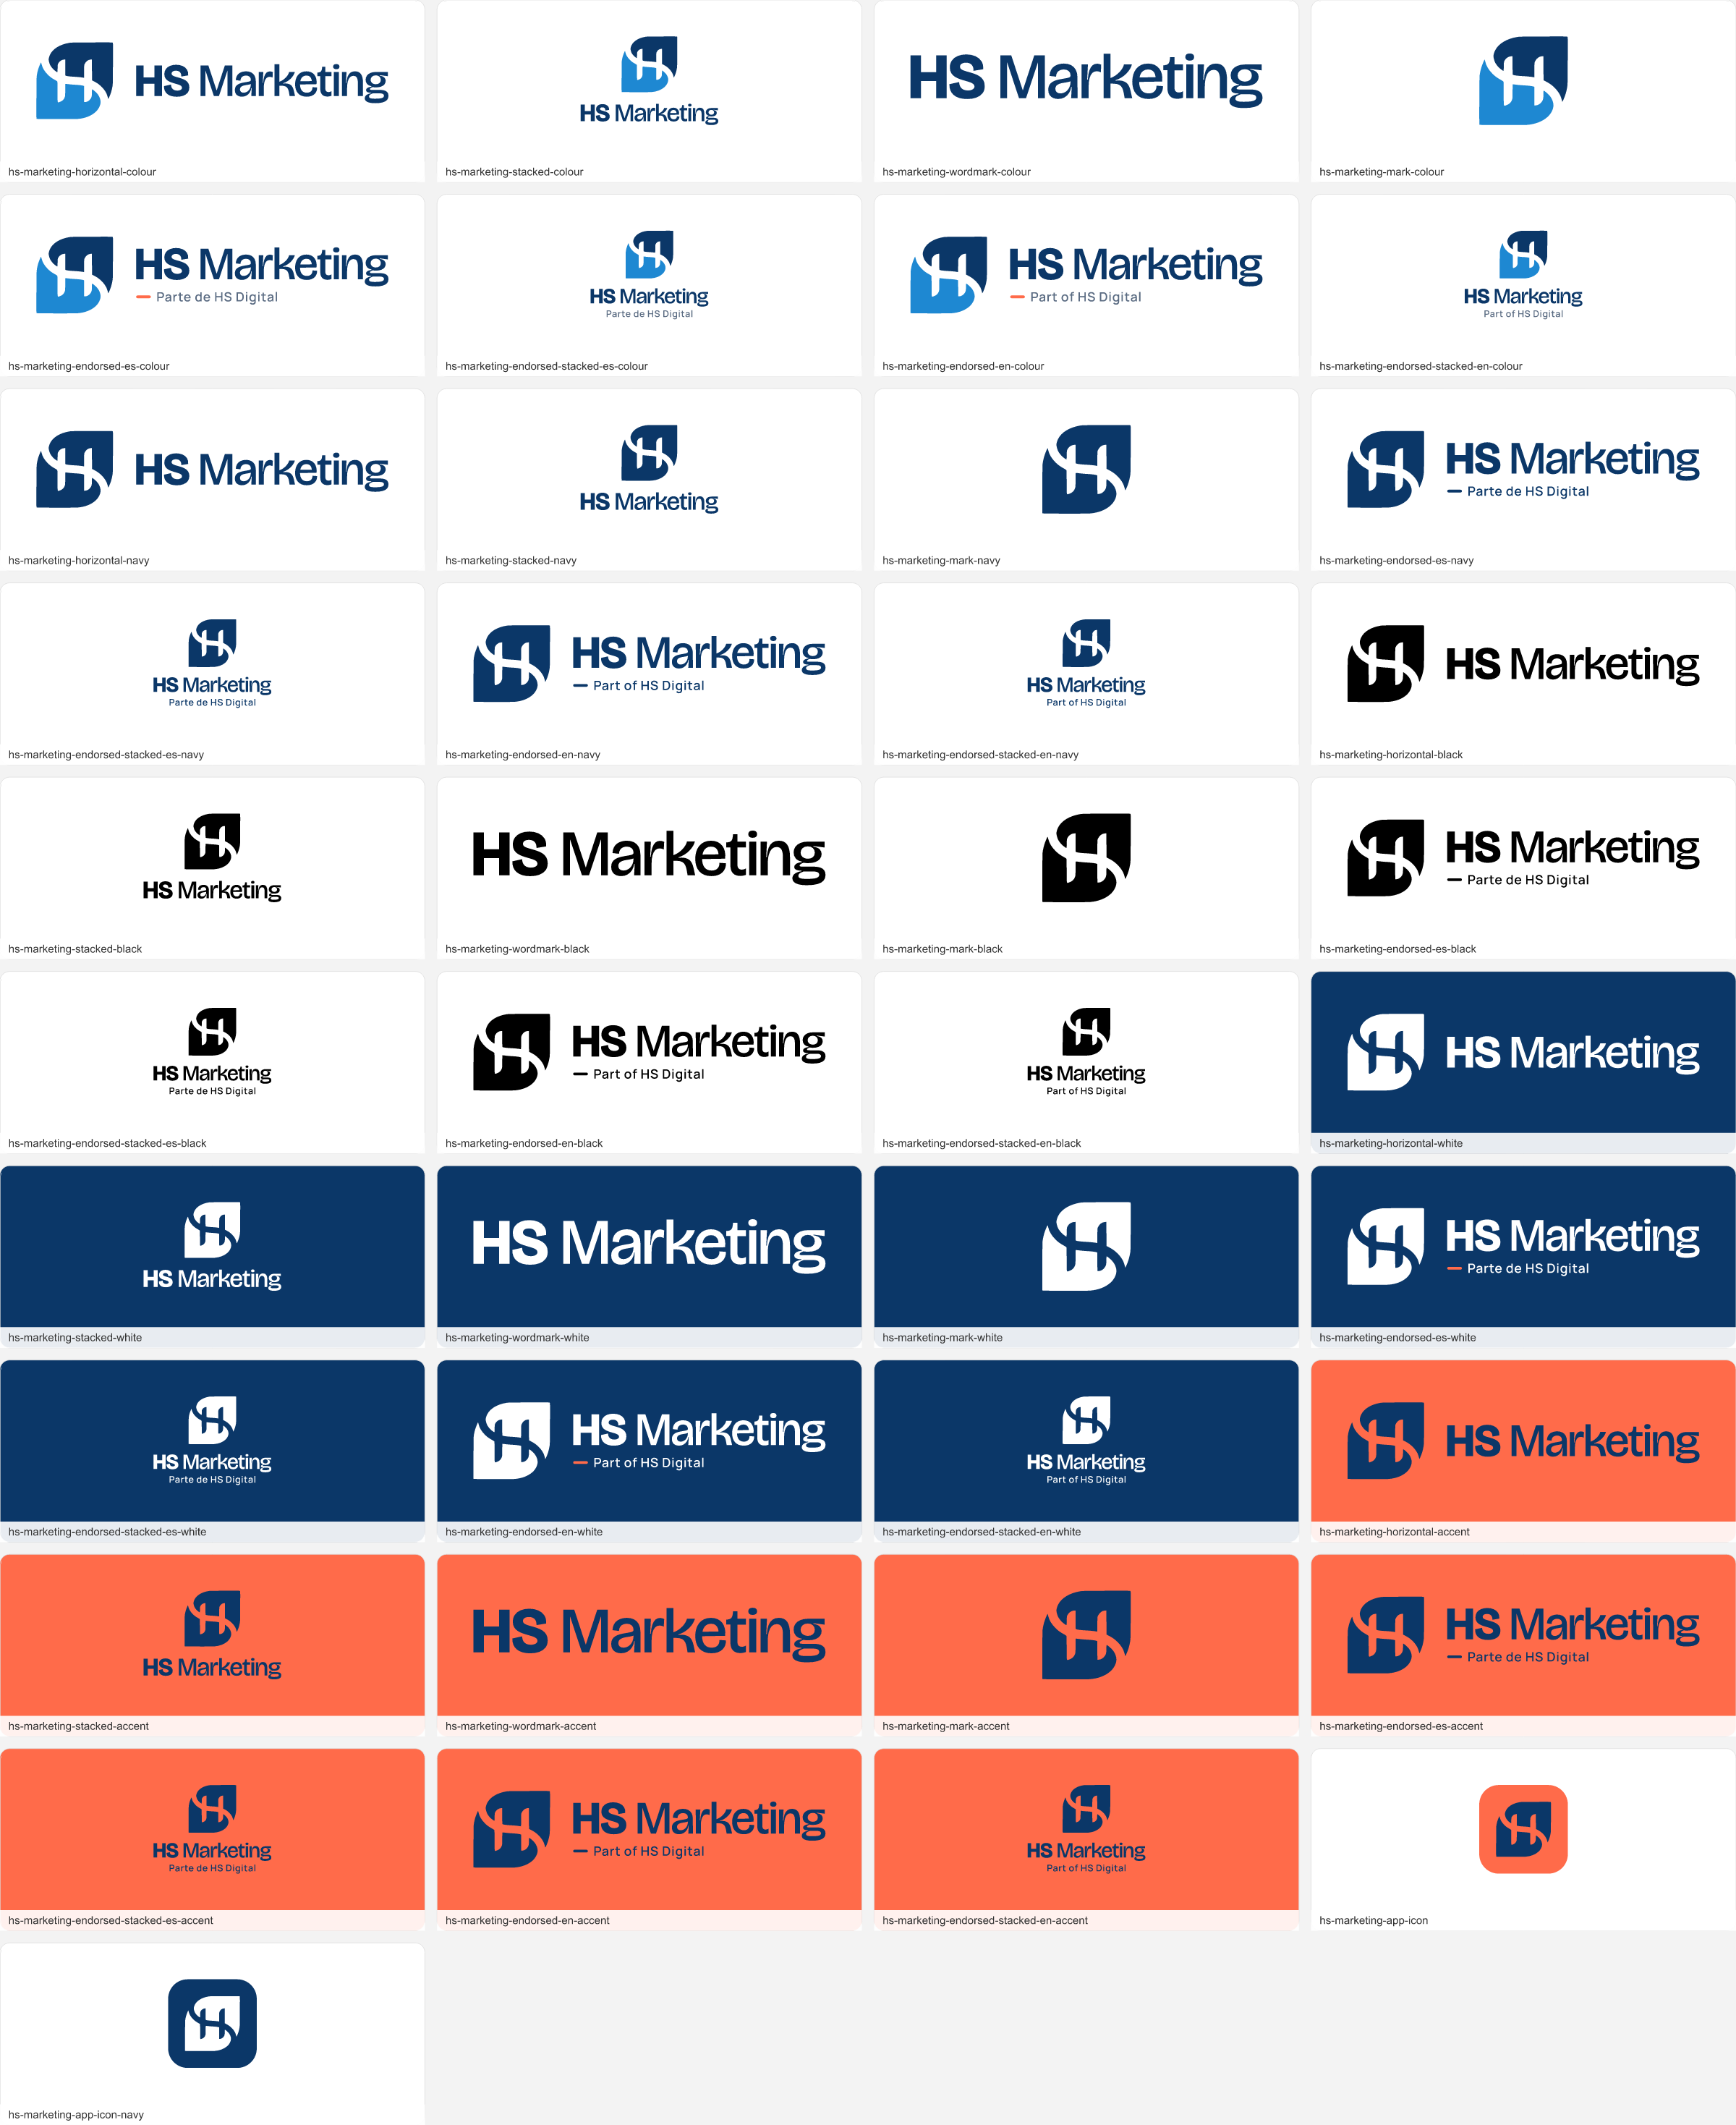 HS Marketing
hs-marketing-horizontal-colour
HS Marketing
hs-marketing-stacked-colour
HS Marketing
hs-marketing-wordmark-colour
hs-marketing-mark-colour
HS Marketing
Parte de HS Digital
hs-marketing-endorsed-es-colour
HS Marketing
Parte de HS Digital
hs-marketing-endorsed-stacked-es-colour
HS Marketing
Part of HS Digital
hs-marketing-endorsed-en-colour
HS Marketing
Part of HS Digital
hs-marketing-endorsed-stacked-en-colour
HS Marketing
hs-marketing-horizontal-navy
HS Marketing
hs-marketing-stacked-navy
hs-marketing-mark-navy
HS Marketing
Parte de HS Digital
hs-marketing-endorsed-es-navy
HS Marketing
Parte de HS Digital
hs-marketing-endorsed-stacked-es-navy
HS Marketing
Part of HS Digital
hs-marketing-endorsed-en-navy
HS Marketing
Part of HS Digital
hs-marketing-endorsed-stacked-en-navy
HS Marketing
hs-marketing-horizontal-black
HS Marketing
hs-marketing-stacked-black
HS Marketing
hs-marketing-wordmark-black
hs-marketing-mark-black
HS Marketing
Parte de HS Digital
hs-marketing-endorsed-es-black
HS Marketing
Parte de HS Digital
hs-marketing-endorsed-stacked-es-black
HS Marketing
Part of HS Digital
hs-marketing-endorsed-en-black
HS Marketing
Part of HS Digital
hs-marketing-endorsed-stacked-en-black
HS Marketing
hs-marketing-horizontal-white
HS Marketing
hs-marketing-stacked-white
HS Marketing
hs-marketing-wordmark-white
hs-marketing-mark-white
HS Marketing
Parte de HS Digital
hs-marketing-endorsed-es-white
HS Marketing
Parte de HS Digital
hs-marketing-endorsed-stacked-es-white
HS Marketing
Part of HS Digital
hs-marketing-endorsed-en-white
HS Marketing
Part of HS Digital
hs-marketing-endorsed-stacked-en-white
HS Marketing
hs-marketing-horizontal-accent
HS Marketing
hs-marketing-stacked-accent
HS Marketing
hs-marketing-wordmark-accent
hs-marketing-mark-accent
HS Marketing
Parte de HS Digital
hs-marketing-endorsed-es-accent
HS Marketing
Parte de HS Digital
hs-marketing-endorsed-stacked-es-accent
HS Marketing
Part of HS Digital
hs-marketing-endorsed-en-accent
HS Marketing
Part of HS Digital
hs-marketing-endorsed-stacked-en-accent
hs-marketing-app-icon
hs-marketing-app-icon-navy